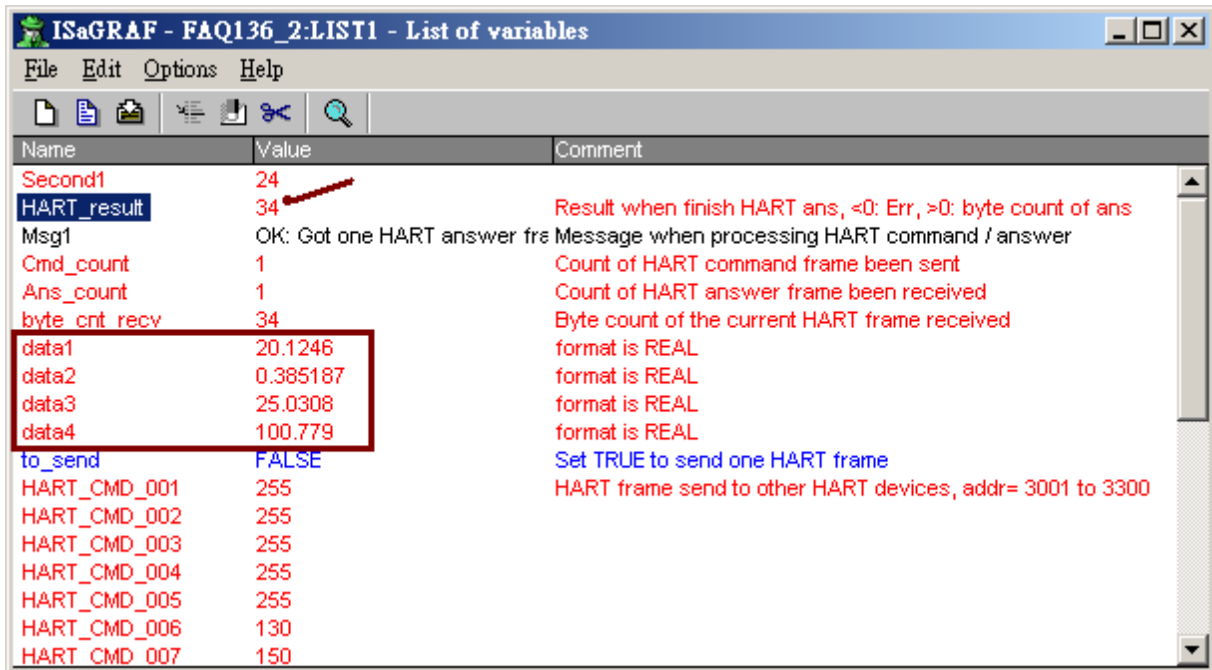 ISaGRAF - FAQ136_2:LIST1 - List of variables
File Edit Options Help
Name Value Comment
Second1 24
HART_result 34 Result when finish HART ans, <0: Err, >0: byte count of ans
Msg1 OK: Got one HART answer fra Message when processing HART command / answer
Cmd_count 1 Count of HART command frame been sent
Ans_count 1 Count of HART answer frame been received
byte_cnt_recv 34 Byte count of the current HART frame received
data1 20.1246 format is REAL
data2 0.385187 format is REAL
data3 25.0308 format is REAL
data4 100.779 format is REAL
to_send FALSE Set TRUE to send one HART frame
HART_CMD_001 255 HART frame send to other HART devices, addr= 3001 to 3300
HART_CMD_002 255
HART_CMD_003 255
HART_CMD_004 255
HART_CMD_005 255
HART_CMD_006 130
HART_CMD_007 150